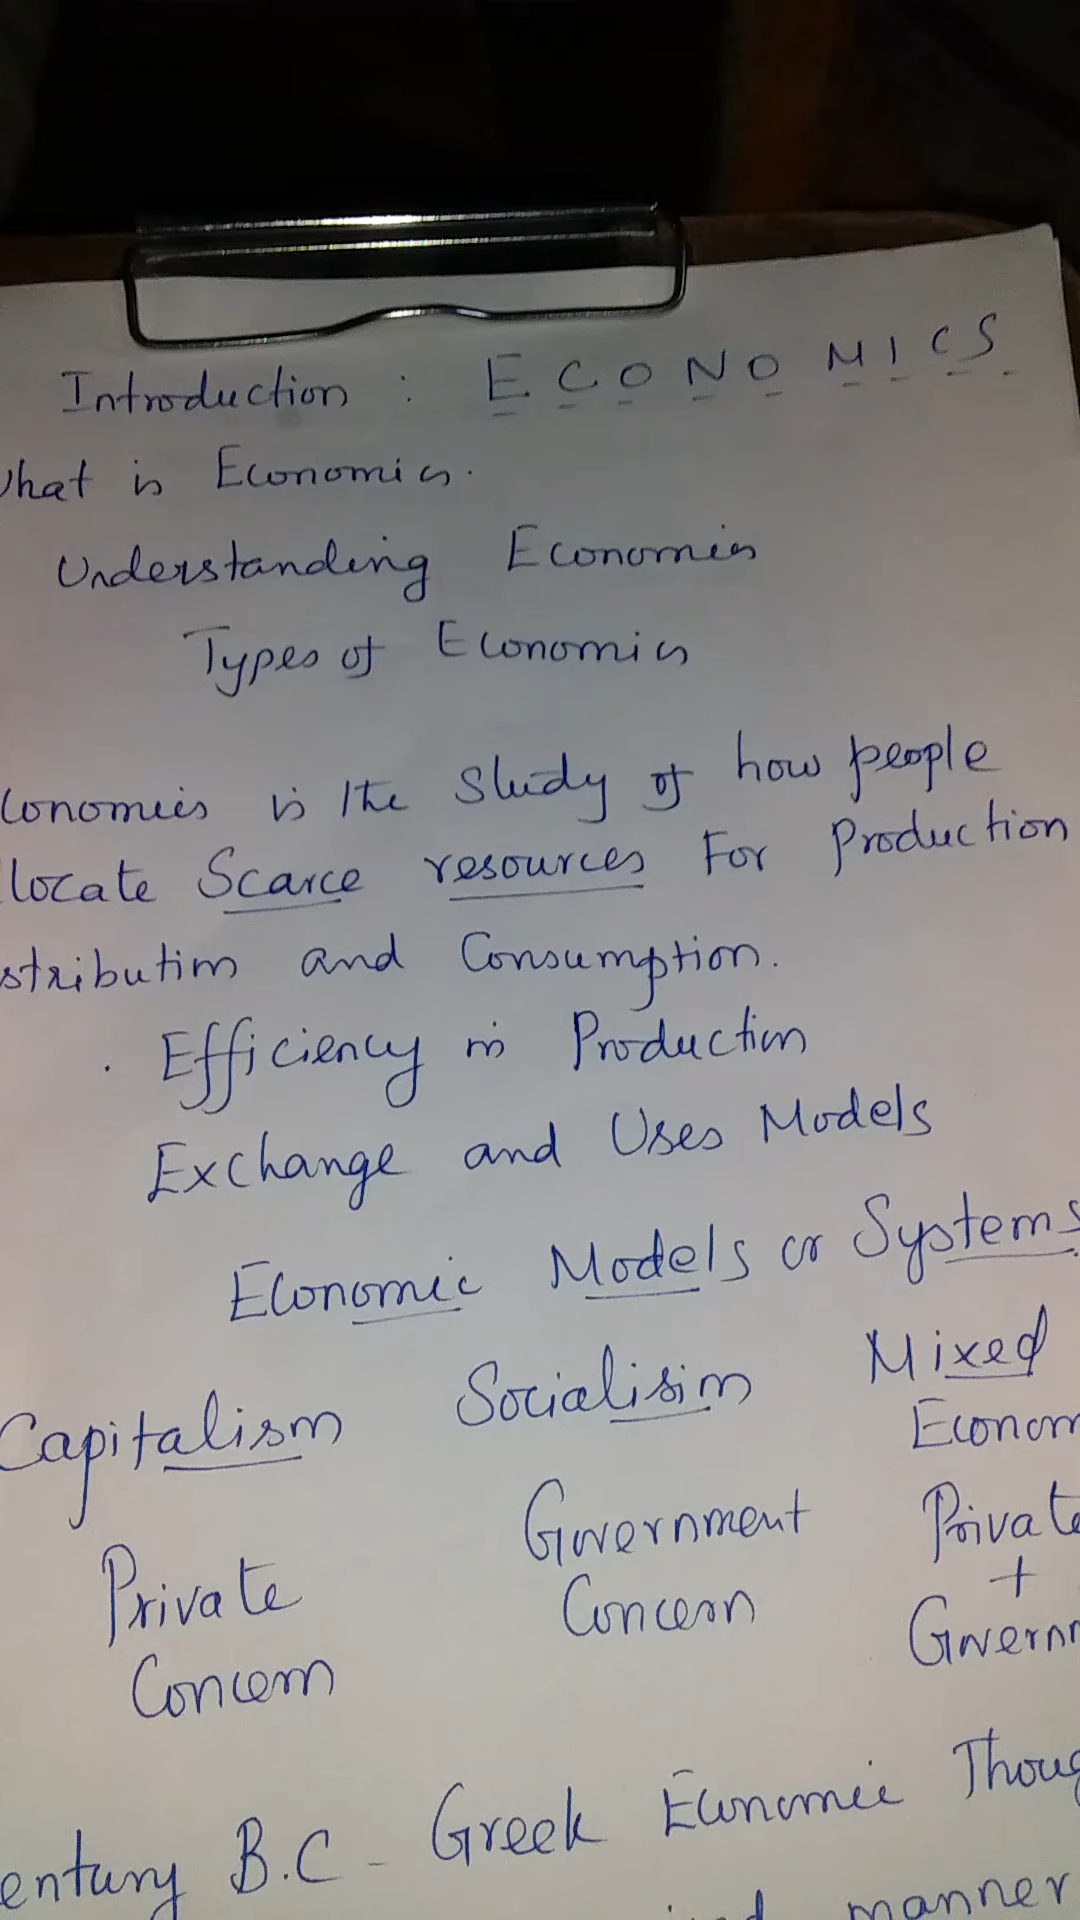 Introduction : ECONOMICS
What is Economics.
Understanding Economics
Types of Economics
conomics is the Study of how people
locate Scarce resources For Production
stribution and Consumption.
. Efficiency in Production
Exchange and Uses Models
Economic Models or Systems
Capitalism Socialisim Mixed
Econom
Private Concern Government Concern Private + Governm
entury B.C - Greek Economic Thoug
manner